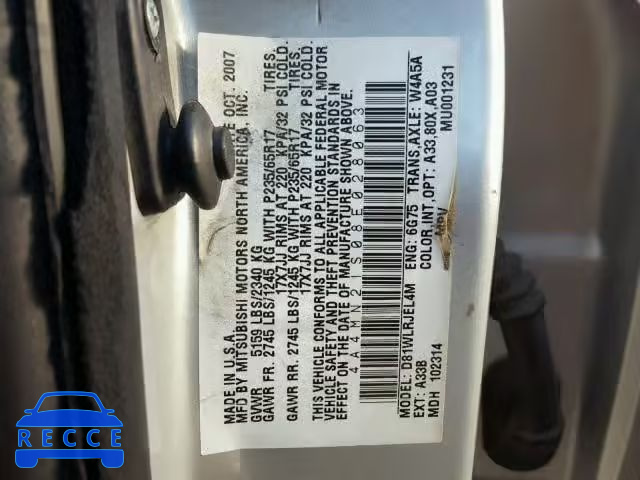 MADE IN U.S.A.
E OCT. 2007
MFD BY MITSUBISHI MOTORS NORTH AMERICA, INC.
GVWR 5159 LBS/2340 KG
GAWR FR. 2745 LBS/1245 KG WITH P235/65R17 TIRES,
17X7JJ RIMS AT 220 KPA/32 PSI COLD.
GAWR RR. 2745 LBS/1245 KG WITH P235/65R17 TIRES,
17X7JJ RIMS AT 220 KPA/32 PSI COLD.
THIS VEHICLE CONFORMS TO ALL APPLICABLE FEDERAL MOTOR
VEHICLE SAFETY AND THEFT PREVENTION STANDARDS IN
EFFECT ON THE DATE OF MANUFACTURE SHOWN ABOVE.
4A4MN21S08E028063
MODEL: D81WLRJEL4M ENG: 6G75 TRANS.AXLE: W4A5A
EXT: A33B COLOR,INT,OPT: A33,80X,A03
MDH 102314 MPV MU001231
RECCE